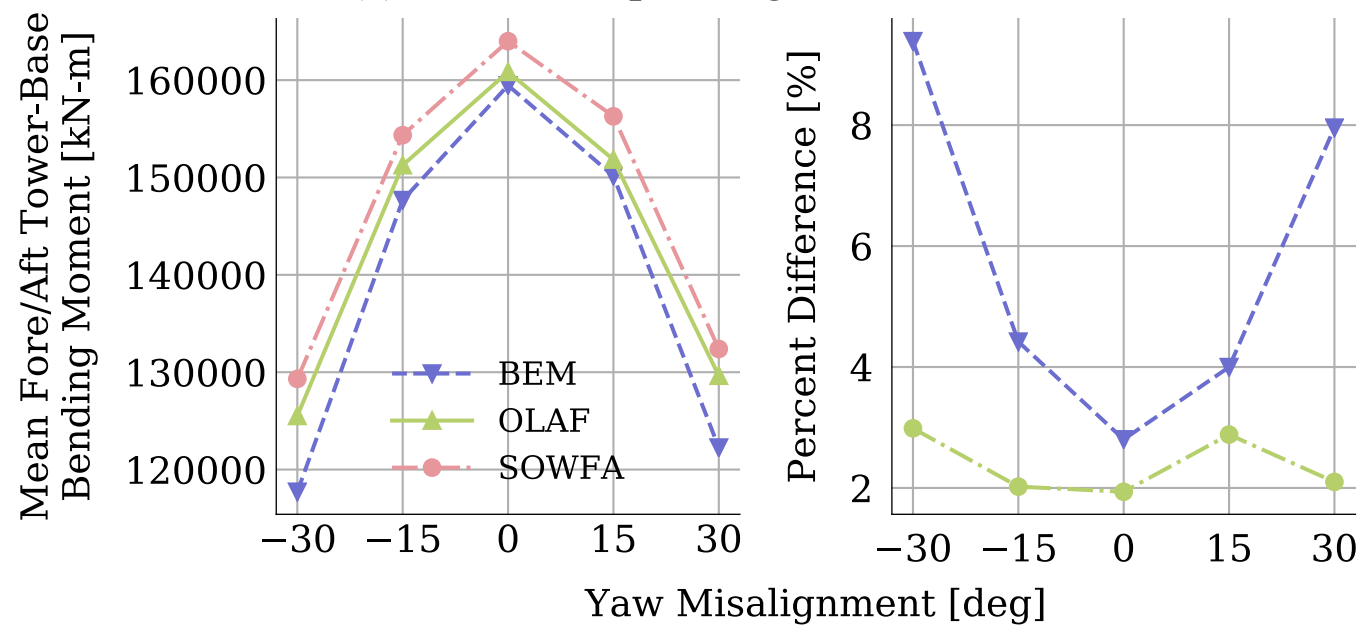 Mean Fore/Aft Tower-Base
Bending Moment [kN-m]
160000
150000
140000
130000
120000
BEM
OLAF
SOWFA
−30 −15 0 15 30
Percent Difference [%]
8
6
4
2
−30 −15 0 15 30
Yaw Misalignment [deg]